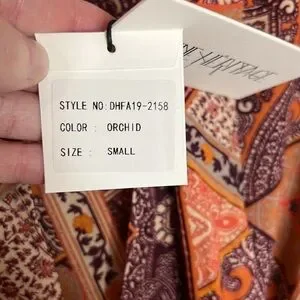 STYLE NO:DHFA19-2158
COLOR : ORCHID
SIZE : SMALL